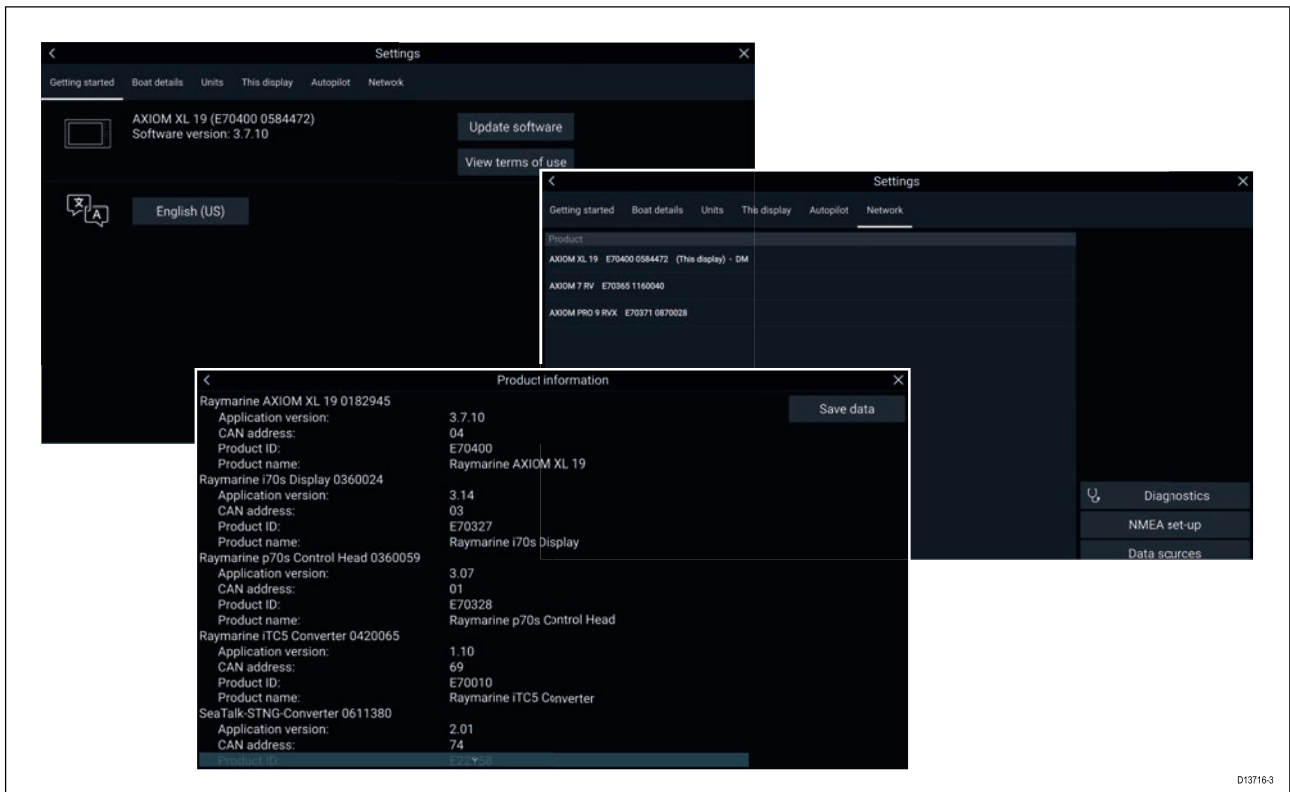 Settings
Getting started Boat details Units This display Autopilot Network
AXIOM XL 19 (E70400 0584472)
Software version: 3.7.10
Update software
View terms of use
English (US)
Settings
Getting started Boat details Units This display Autopilot Network
Product
AXIOM XL 19 E70400 0584472 (This display) - DM
AXIOM 7 RV E70365 1160040
AXIOM PRO 9 RVX E70371 0870028
Diagnostics
NMEA set-up
Data sources
Product information
Save data
Raymarine AXIOM XL 19 0182945
Application version: 3.7.10
CAN address: 04
Product ID: E70400
Product name: Raymarine AXIOM XL 19
Raymarine i70s Display 0360024
Application version: 3.14
CAN address: 03
Product ID: E70327
Product name: Raymarine i70s Display
Raymarine p70s Control Head 0360059
Application version: 3.07
CAN address: 01
Product ID: E70328
Product name: Raymarine p70s Control Head
Raymarine iTC5 Converter 0420065
Application version: 1.10
CAN address: 69
Product ID: E70010
Product name: Raymarine iTC5 Converter
SeaTalk-STNG-Converter 0611380
Application version: 2.01
CAN address: 74
Product ID
D13716-3